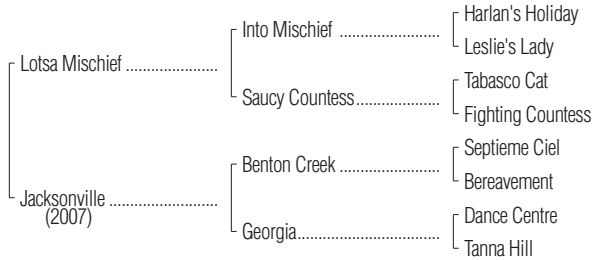 Harlan's Holiday
Into Mischief ....................
Leslie's Lady
Lotsa Mischief ....................
Tabasco Cat
Saucy Countess ....................
Fighting Countess
Septieme Ciel
Benton Creek ....................
Bereavement
Jacksonville ....................
(2007)
Dance Centre
Georgia ....................
Tanna Hill